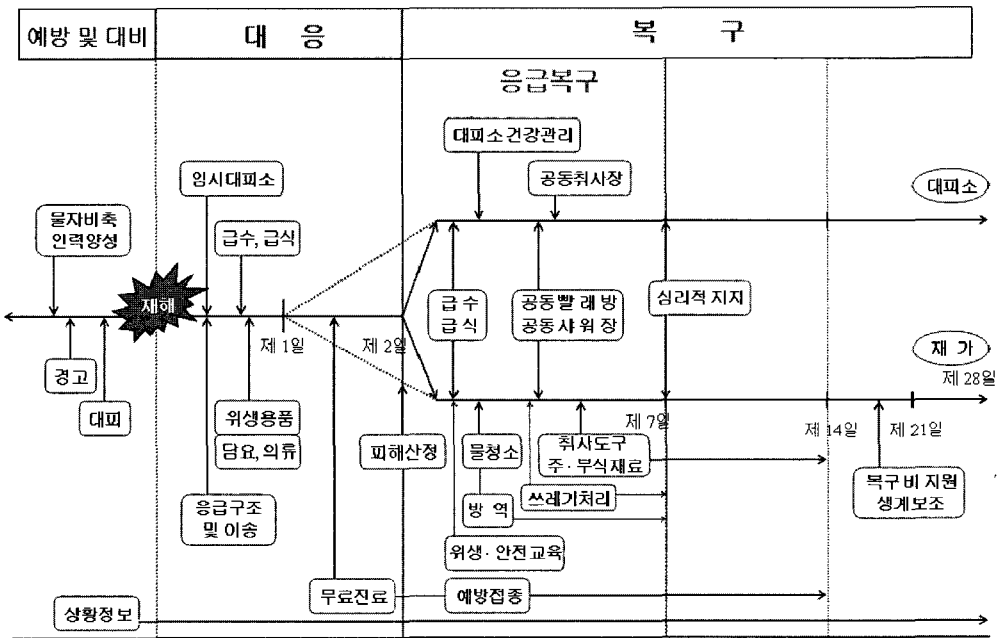 예방 및 대비
대 응
복 구
응급복구
대피소건강관리
임시대피소
공동취사장
대피소
물자비축
인력양성
급수, 급식
재해
급 수
급 식
공동빨래방
공동샤워장
심리적지지
제 1일
제 2일
재 가
경고
제 28일
대피
위생용품
담요, 의류
피해산정
물청소
취사도구
주·부식재료
제 7일
제 14일
제 21일
복구비지원
생계보조
응급구조
및 이송
방 역
쓰레기처리
위생·안전교육
무료진료
예방접종
상황정보